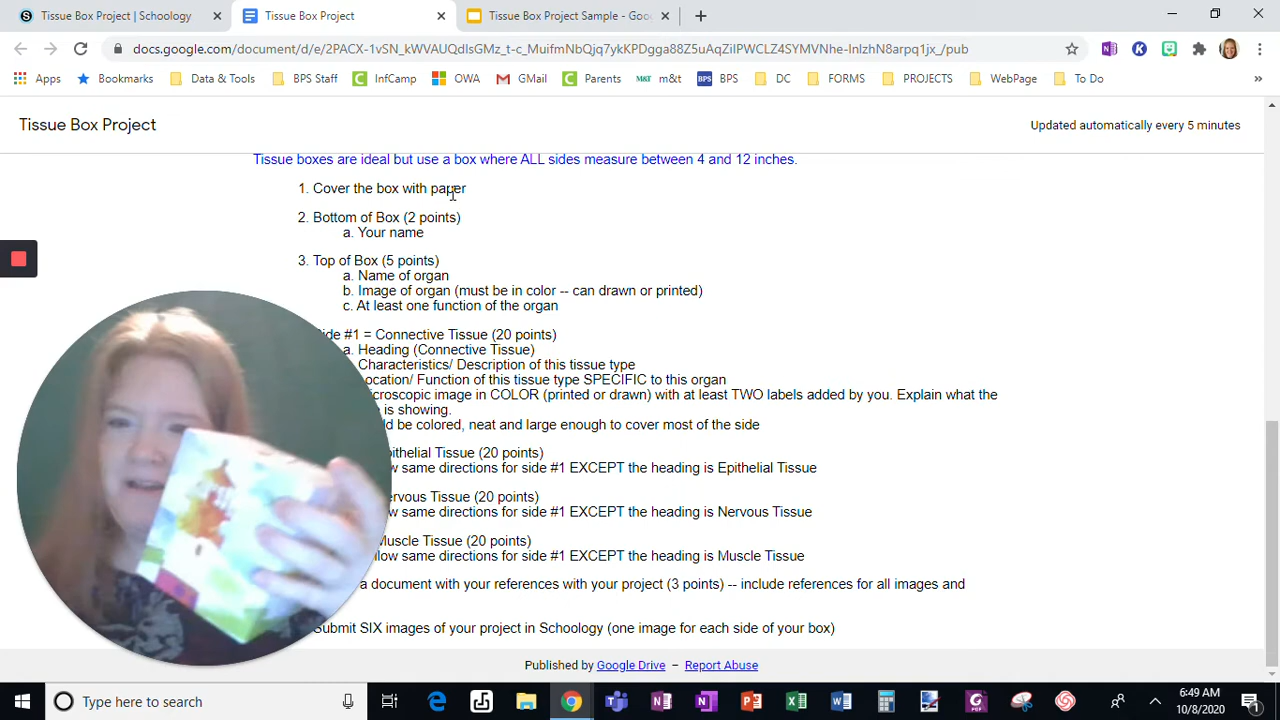 Tissue Box Project | Schoology
Tissue Box Project
Tissue Box Project Sample - Goo
docs.google.com/document/d/e/2PACX-1vSN_kWVAUQdIsGMz_t-c_MuifmNbQjq7ykKPDgga88Z5uAqZilPWCLZ4SYMVNhe-lnlzhN8arpq1jx_/pub
Apps Bookmarks Data & Tools BPS Staff InfCamp OWA GMail Parents m&t BPS DC FORMS PROJECTS WebPage To Do
Tissue Box Project
Updated automatically every 5 minutes
Tissue boxes are ideal but use a box where ALL sides measure between 4 and 12 inches.
1. Cover the box with paper
2. Bottom of Box (2 points)
a. Your name
3. Top of Box (5 points)
a. Name of organ
b. Image of organ (must be in color -- can drawn or printed)
c. At least one function of the organ
#1 = Connective Tissue (20 points)
a. Heading (Connective Tissue)
Characteristics/ Description of this tissue type
Function of this tissue type SPECIFIC to this organ
image in COLOR (printed or drawn) with at least TWO labels added by you. Explain what the
is showing.
be colored, neat and large enough to cover most of the side
Tissue (20 points)
same directions for side #1 EXCEPT the heading is Epithelial Tissue
Tissue (20 points)
same directions for side #1 EXCEPT the heading is Nervous Tissue
Muscle Tissue (20 points)
same directions for side #1 EXCEPT the heading is Muscle Tissue
a document with your references with your project (3 points) -- include references for all images and
Submit SIX images of your project in Schoology (one image for each side of your box)
Published by Google Drive – Report Abuse
Type here to search
6:49 AM
10/8/2020